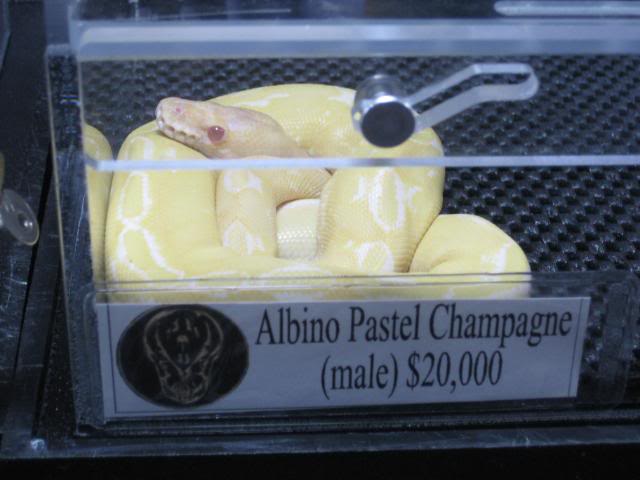 Albino Pastel Champagne
(male) $20,000